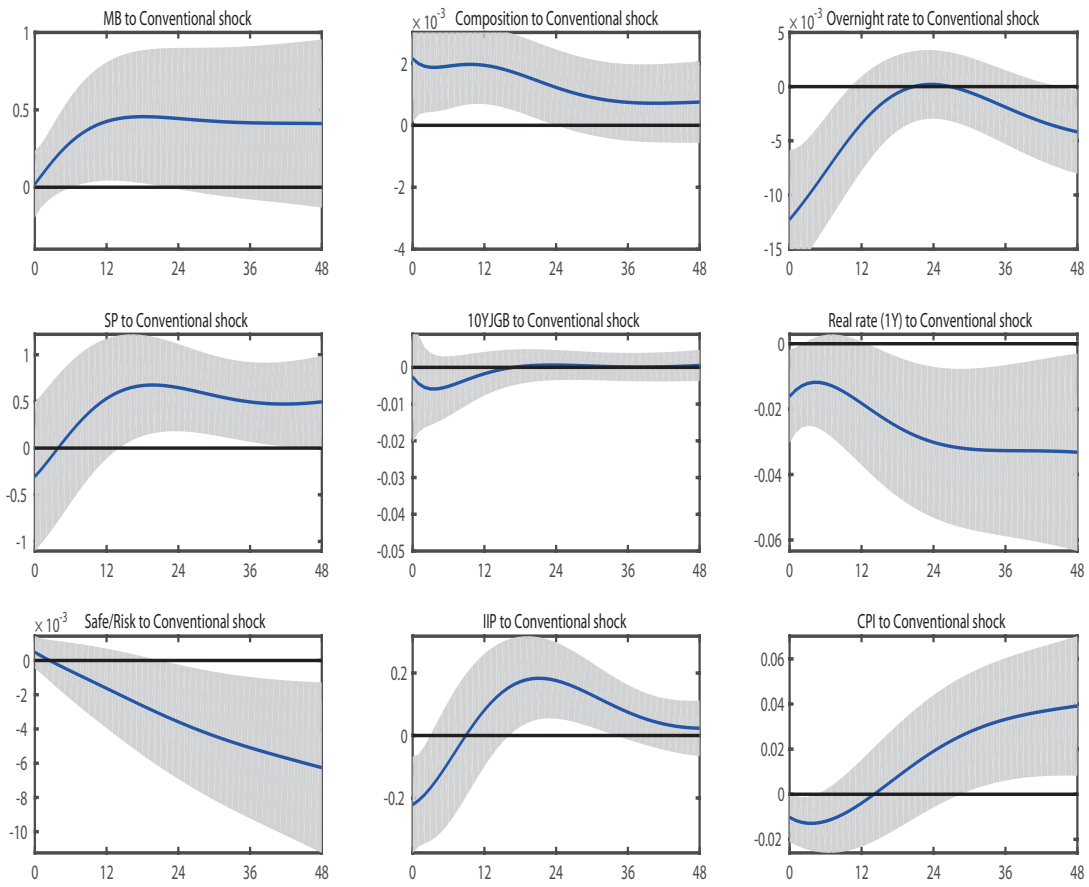 MB to Conventional shock
1
0.5
0
0 12 24 36 48
Composition to Conventional shock
× 10-3
2
0
-2
-4
0 12 24 36 48
Overnight rate to Conventional shock
× 10-3
5
0
-5
-10
-15
0 12 24 36 48
SP to Conventional shock
1
0.5
0
-0.5
-1
0 12 24 36 48
10YJGB to Conventional shock
0
-0.01
-0.02
-0.03
-0.04
-0.05
0 12 24 36 48
Real rate (1Y) to Conventional shock
0
-0.02
-0.04
-0.06
0 12 24 36 48
Safe/Risk to Conventional shock
× 10-3
0
-2
-4
-6
-8
-10
0 12 24 36 48
IIP to Conventional shock
0.2
0
-0.2
0 12 24 36 48
CPI to Conventional shock
0.06
0.04
0.02
0
-0.02
0 12 24 36 48